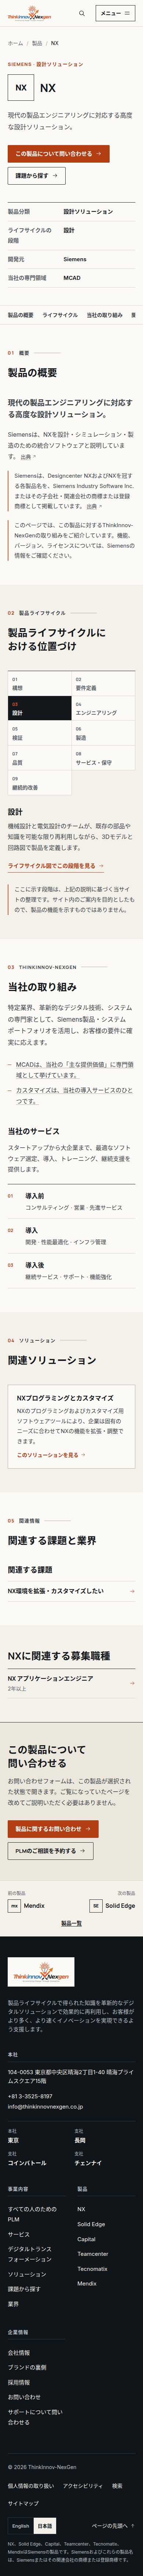 ThinkInnovNexgen
メニュー
ホーム / 製品 / NX
SIEMENS · 設計ソリューション
NX NX
現代の製品エンジニアリングに対応する高度
な設計ソリューション。
この製品について問い合わせる →
課題から探す →
製品分類 設計ソリューション
ライフサイクルの
段階 設計
開発元 Siemens
当社の専門領域 MCAD
製品の概要 ライフサイクル 当社の取り組み
01 概要
製品の概要
現代の製品エンジニアリングに対応す
る高度な設計ソリューション。
Siemensは、NXを設計・シミュレーション・製
造のための統合ソフトウェアと説明していま
す。 出典 ↗
Siemensは、Designcenter NXおよびNXを冠す
る各製品名を、Siemens Industry Software Inc.
またはその子会社・関連会社の商標または登録
商標として掲載しています。 出典 ↗
このページでは、この製品に対するThinkInnov-
NexGenの取り組みをご紹介しています。機能、
バージョン、ライセンスについては、Siemensの
情報をご確認ください。
02 製品ライフサイクル
製品ライフサイクルに
おける位置づけ
01
構想
02
要件定義
03
設計
04
エンジニアリング
05
検証
06
製造
07
品質
08
サービス・保守
09
継続的改善
設計
機械設計と電気設計のチームが、既存の部品や
知識を可能な限り再利用しながら、3Dモデルと
回路図で製品を定義します。
ライフサイクル図でこの段階を見る →
ここに示す段階は、上記の説明に基づく当サイ
トの整理です。サイト内のご案内を目的としたも
ので、製品の機能を示すものではありません。
03 THINKINNOV-NEXGEN
当社の取り組み
特定業界、革新的なデジタル技術、システム
の専門家として、Siemens製品・システム
ポートフォリオを活用し、お客様の要件に確
実に応えます。
— MCADは、当社の「主な提供価値」に専門領
域として挙げています。
— カスタマイズは、当社の導入サービスのひと
つです。
当社のサービス
スタートアップから大企業まで、最適なソフト
ウェア選定、導入、トレーニング、継続支援を
提供します。
01 導入前
コンサルティング · 営業 · 先進サービス
02 導入
開発 · 性能最適化 · インフラ管理
03 導入後
継続サービス · サポート · 機能強化
04 ソリューション
関連ソリューション
NXプログラミングとカスタマイズ
NXのプログラミングおよびカスタマイズ用
ソフトウェアツールにより、企業は固有の
ニーズに合わせてNXの機能を拡張・調整で
きます。
このソリューションを見る →
05 関連情報
関連する課題と業界
関連する課題
NX環境を拡張・カスタマイズしたい →
NXに関連する募集職種
NX アプリケーションエンジニア
2年以上
→
この製品について
問い合わせる
お問い合わせフォームは、この製品が選択され
た状態で開きます。ご覧になっていたページを
改めてご説明いただく必要はありません。
製品に関するお問い合わせ →
PLMのご相談を予約する →
前の製品 次の製品
mx Mendix SE Solid Edge
製品一覧
ThinkInnovNexgen
製品ライフサイクルで得られた知識を革新的なデジ
タルソリューションで効果的に再利用し、お客様が
より多く、より速くイノベーションを実現できるよ
う支援します。
本社
104-0053 東京都中央区晴海2丁目1-40 晴海プライ
ムスクエア15階
+81 3-3525-8197
info@thinkinnovnexgen.co.jp
本社
東京
支社
長岡
支社
コインバトール
支社
チェンナイ
事業内容
すべての人のための
PLM
サービス
デジタルトランス
フォーメーション
ソリューション
課題から探す
業界
製品
NX
Solid Edge
Capital
Teamcenter
Tecnomatix
Mendix
企業情報
会社情報
ブランドの裏側
採用情報
お問い合わせ
サポートについて問い
合わせる
© 2026 ThinkInnov-NexGen
個人情報の取り扱い アクセシビリティ 検索
サイトマップ
English 日本語 ページの先頭へ ↑
NX、Solid Edge、Capital、Teamcenter、Tecnomatix、
MendixはSiemensの製品です。Siemensおよびこれらの製品名
は、Siemensまたはその関連会社の商標または登録商標です。